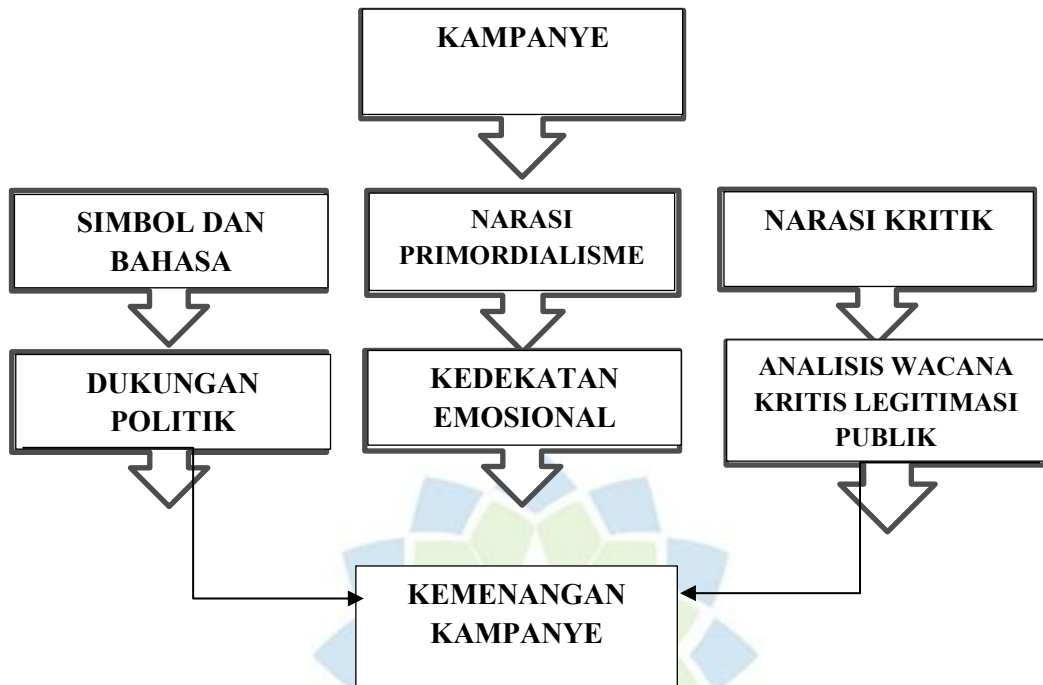 KAMPANYE
SIMBOL DAN
BAHASA
NARASI
PRIMORDIALISME
NARASI KRITIK
DUKUNGAN
POLITIK
KEDEKATAN
EMOSIONAL
ANALISIS WACANA
KRITIS LEGITIMASI
PUBLIK
KEMENANGAN
KAMPANYE